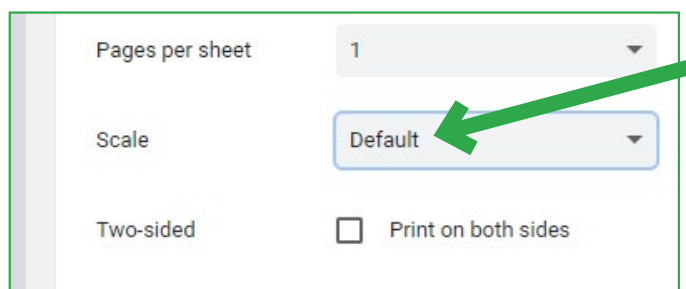 Pages per sheet 1
Scale Default
Two-sided Print on both sides